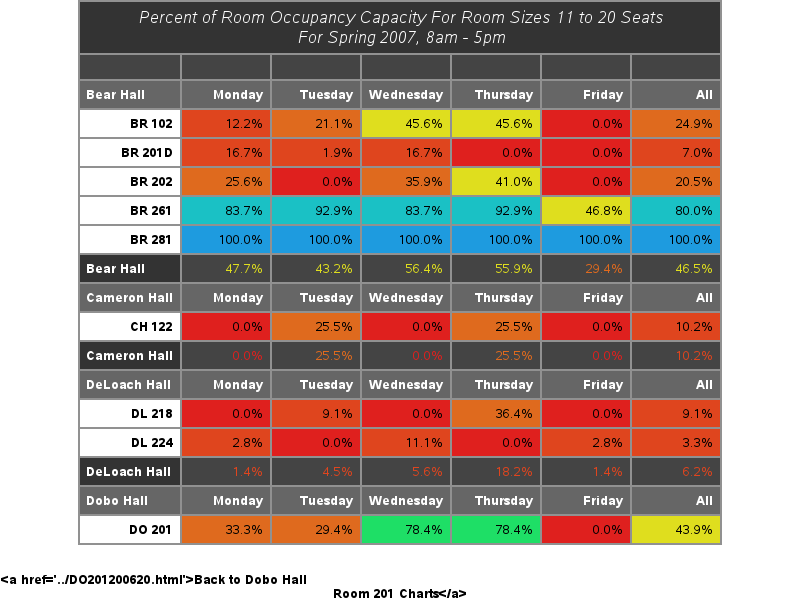 Percent of Room Occupancy Capacity For Room Sizes 11 to 20 Seats
For Spring 2007, 8am - 5pm
Bear Hall Monday Tuesday Wednesday Thursday Friday All
BR 102 12.2% 21.1% 45.6% 45.6% 0.0% 24.9%
BR 201D 16.7% 1.9% 16.7% 0.0% 0.0% 7.0%
BR 202 25.6% 0.0% 35.9% 41.0% 0.0% 20.5%
BR 261 83.7% 92.9% 83.7% 92.9% 46.8% 80.0%
BR 281 100.0% 100.0% 100.0% 100.0% 100.0% 100.0%
Bear Hall 47.7% 43.2% 56.4% 55.9% 29.4% 46.5%
Cameron Hall Monday Tuesday Wednesday Thursday Friday All
CH 122 0.0% 25.5% 0.0% 25.5% 0.0% 10.2%
Cameron Hall 0.0% 25.5% 0.0% 25.5% 0.0% 10.2%
DeLoach Hall Monday Tuesday Wednesday Thursday Friday All
DL 218 0.0% 9.1% 0.0% 36.4% 0.0% 9.1%
DL 224 2.8% 0.0% 11.1% 0.0% 2.8% 3.3%
DeLoach Hall 1.4% 4.5% 5.6% 18.2% 1.4% 6.2%
Dobo Hall Monday Tuesday Wednesday Thursday Friday All
DO 201 33.3% 29.4% 78.4% 78.4% 0.0% 43.9%
<a href='../DO201200620.html'>Back to Dobo Hall
Room 201 Charts</a>